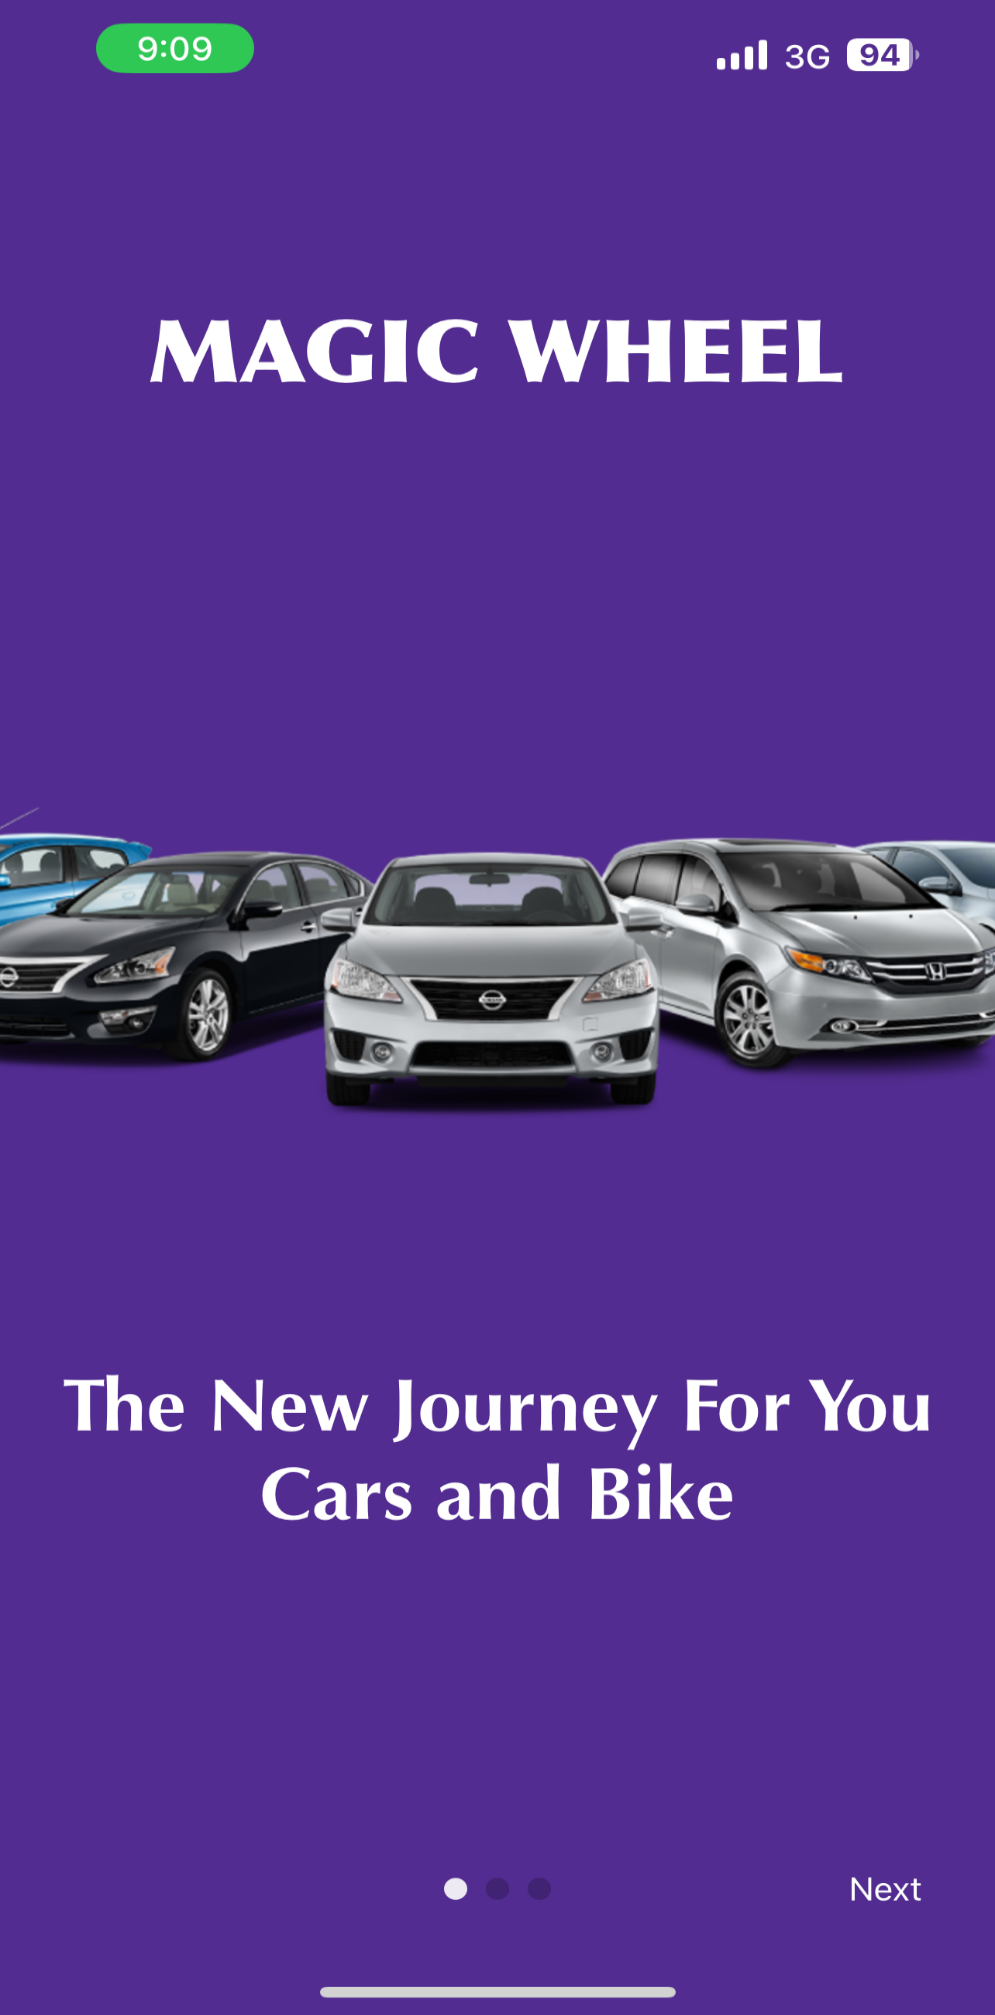 9:09 3G 94
MAGIC WHEEL
The New Journey For You
Cars and Bike
Next